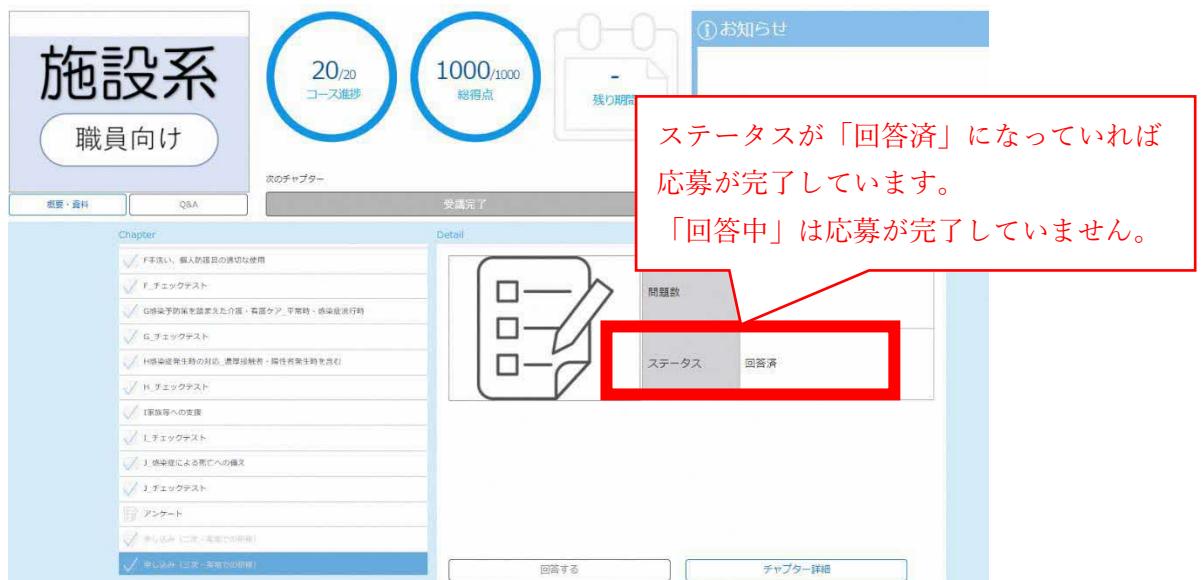 施設系
職員向け
20/20
コース進捗
1000/1000
総得点
-
残り期間
お知らせ
次のチャプター
概要・資料
Q&A
受講完了
ステータスが「回答済」になっていれば
応募が完了しています。
「回答中」は応募が完了していません。
Chapter
F手洗い、個人防護具の適切な使用
F_チェックテスト
G感染予防策を踏まえた介護・看護ケア_平常時・感染症流行時
G_チェックテスト
H感染症発生時の対応_濃厚接触者・陽性者発生時を含む
H_チェックテスト
I家族等への支援
I_チェックテスト
J_感染症による死亡への備え
J_チェックテスト
アンケート
申し込み（二次・実地での研修）
申し込み（三次・実地での研修）
Detail
問題数
ステータス
回答済
回答する
チャプター詳細